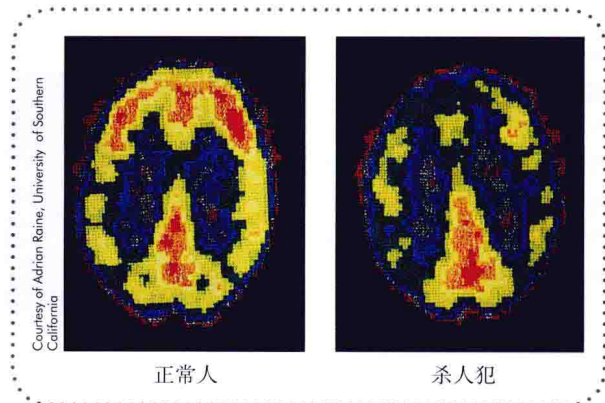 Courtesy of Adrian Raine, University of Southern
California
正常人
杀人犯